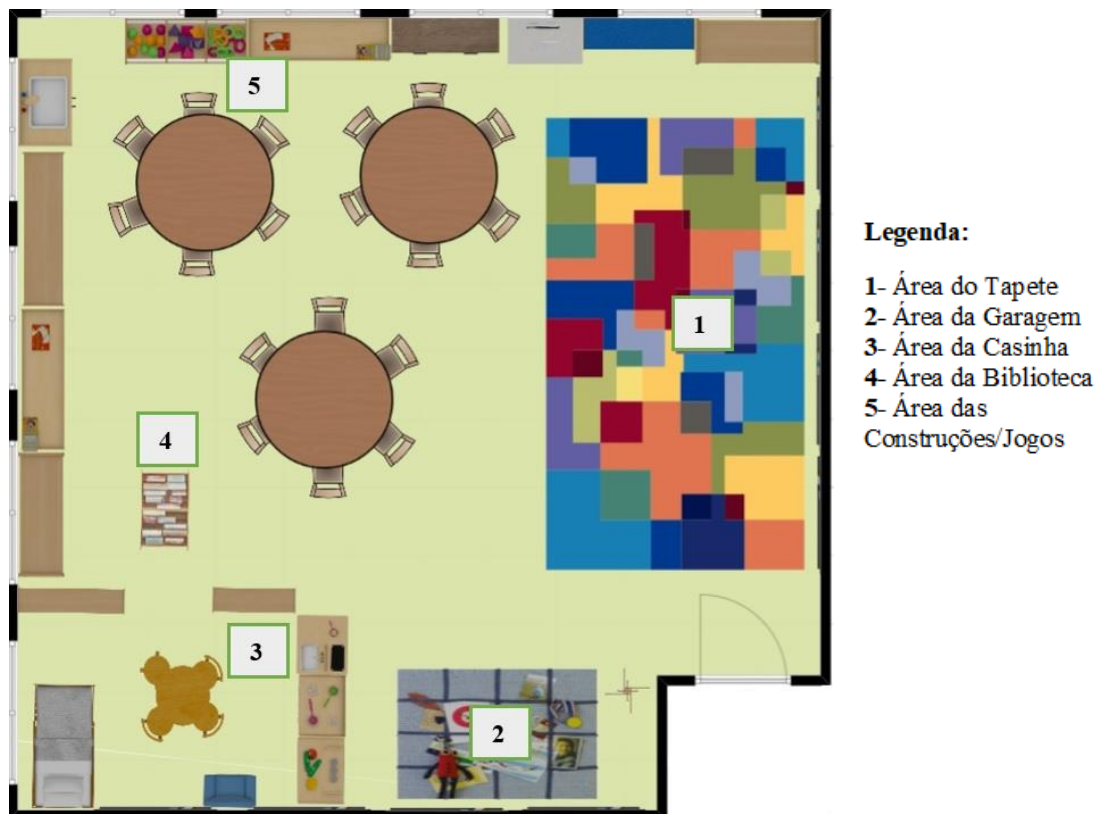 5
1
4
3
2
Legenda:
1- Área do Tapete
2- Área da Garagem
3- Área da Casinha
4- Área da Biblioteca
5- Área das
Construções/Jogos